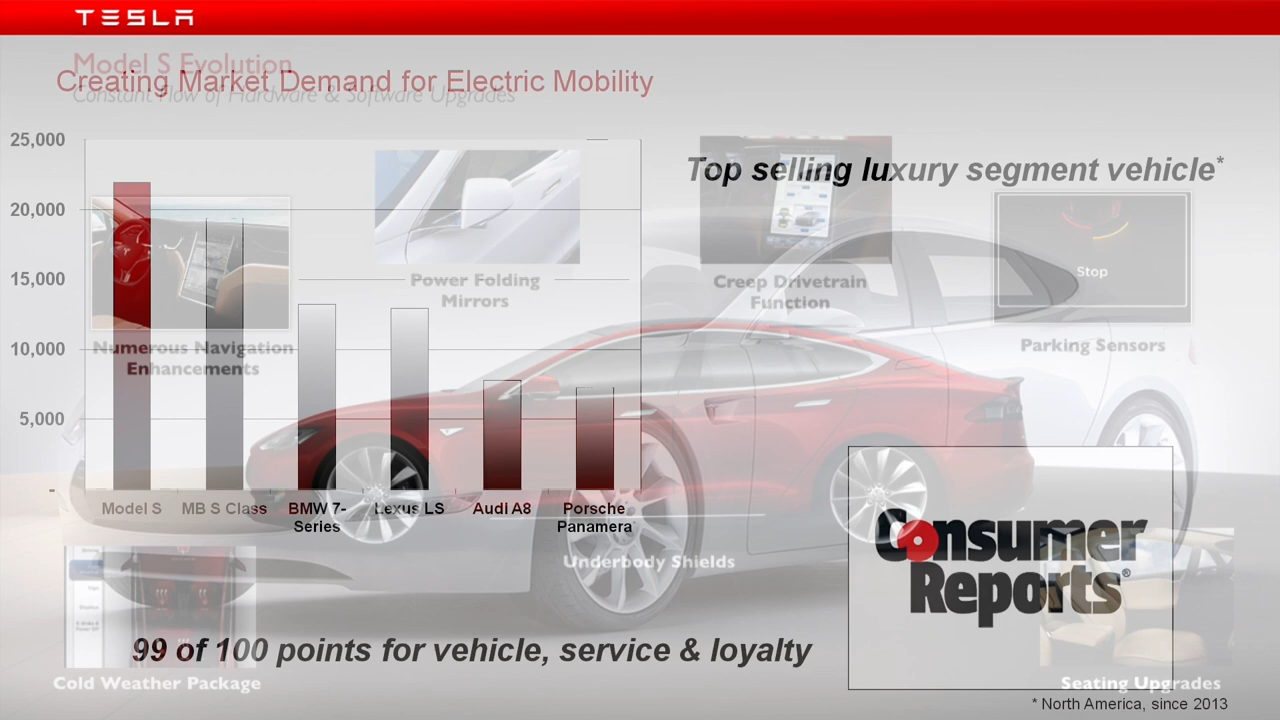 TESLA
Model S Evolution
Creating Market Demand for Electric Mobility
Constant Flow of Hardware & Software Upgrades
25,000
20,000
15,000
10,000
5,000
-
Top selling luxury segment vehicle*
Stop
Power Folding
Mirrors
Creep Drivetrain
Function
Parking Sensors
Numerous Navigation
Enhancements
Model S
MB S Class
BMW 7-
Series
Lexus LS
Audi A8
Porsche
Panamera
Underbody Shields
Consumer
Reports®
99 of 100 points for vehicle, service & loyalty
Cold Weather Package
Seating Upgrades
* North America, since 2013